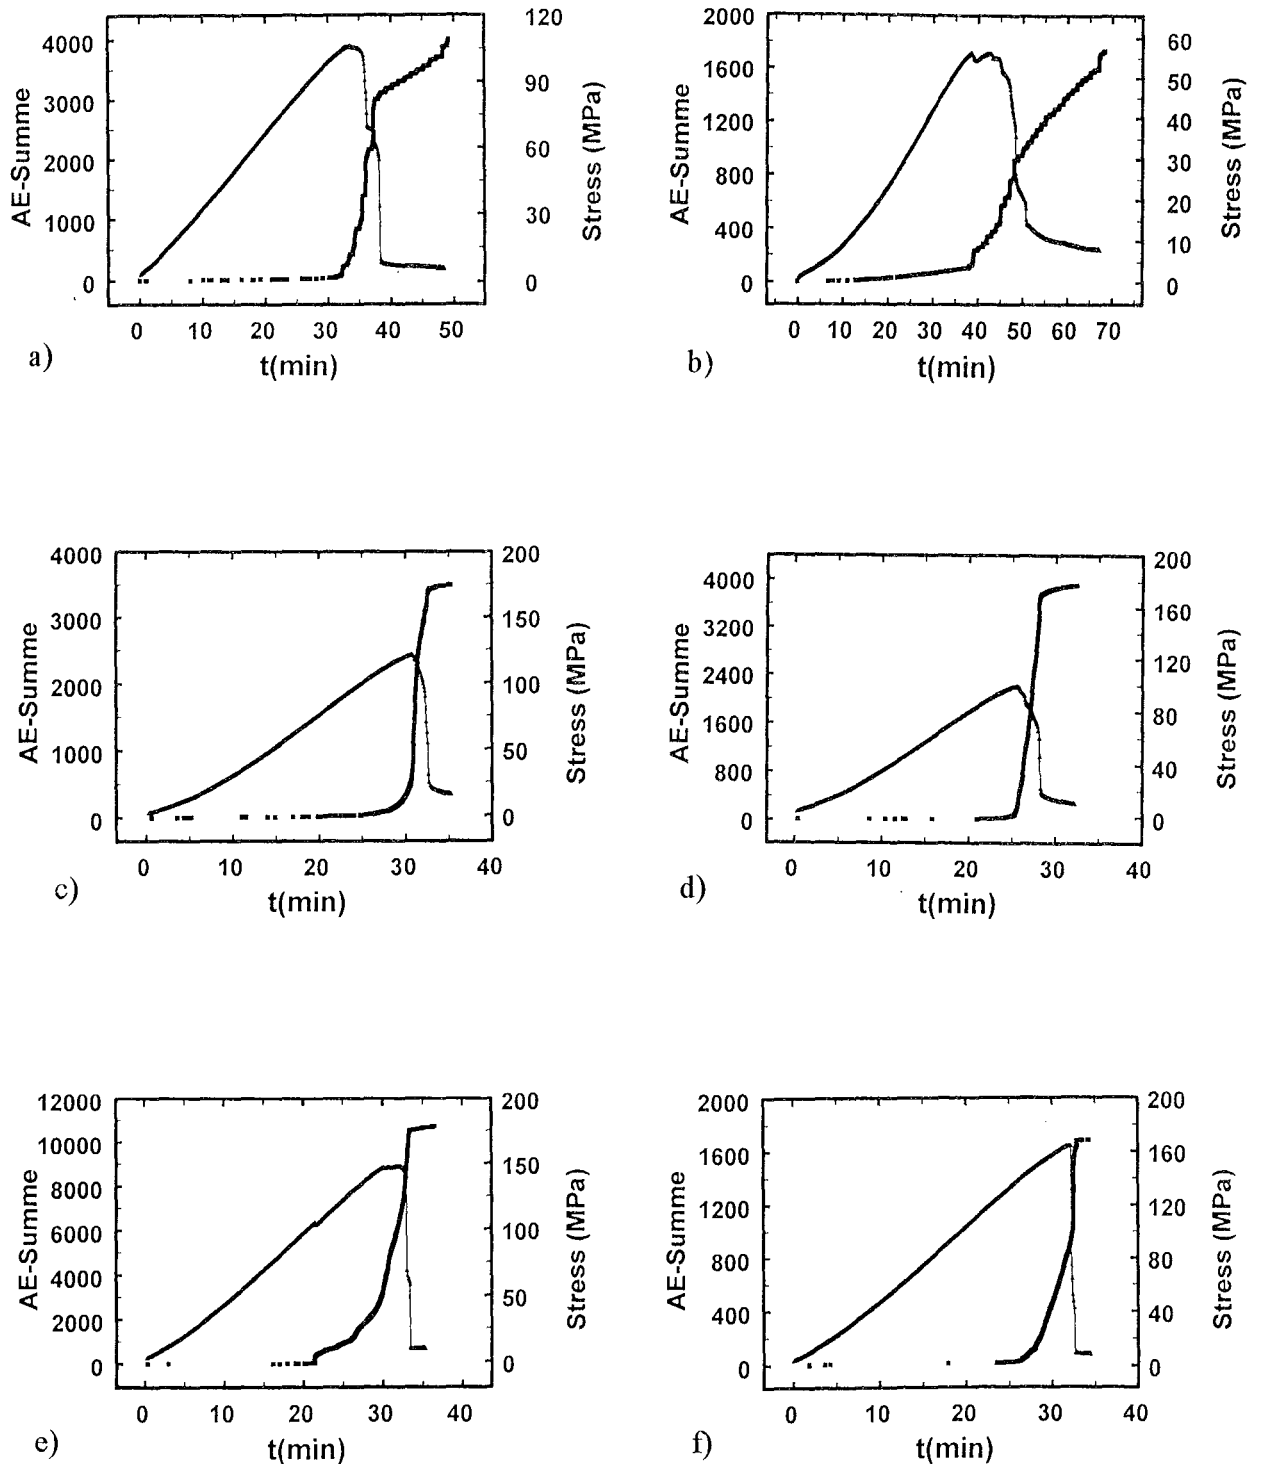 120
4000
3000
2000
1000
0
AE-Summe
90
60
30
0
Stress (MPa)
0 10 20 30 40 50
t(min)
a)
2000
1600
1200
800
400
0
AE-Summe
60
50
40
30
20
10
0
Stress (MPa)
0 10 20 30 40 50 60 70
t(min)
b)
4000
3000
2000
1000
0
AE-Summe
200
150
100
50
0
Stress (MPa)
0 10 20 30 40
t(min)
c)
4000
3200
2400
1600
800
0
AE-Summe
200
160
120
80
40
0
Stress (MPa)
0 10 20 30 40
t(min)
d)
12000
10000
8000
6000
4000
2000
0
AE-Summe
200
150
100
50
0
Stress (MPa)
0 10 20 30 40
t(min)
e)
2000
1600
1200
800
400
0
AE-Summe
200
160
120
80
40
0
Stress (MPa)
0 10 20 30 40
t(min)
f)